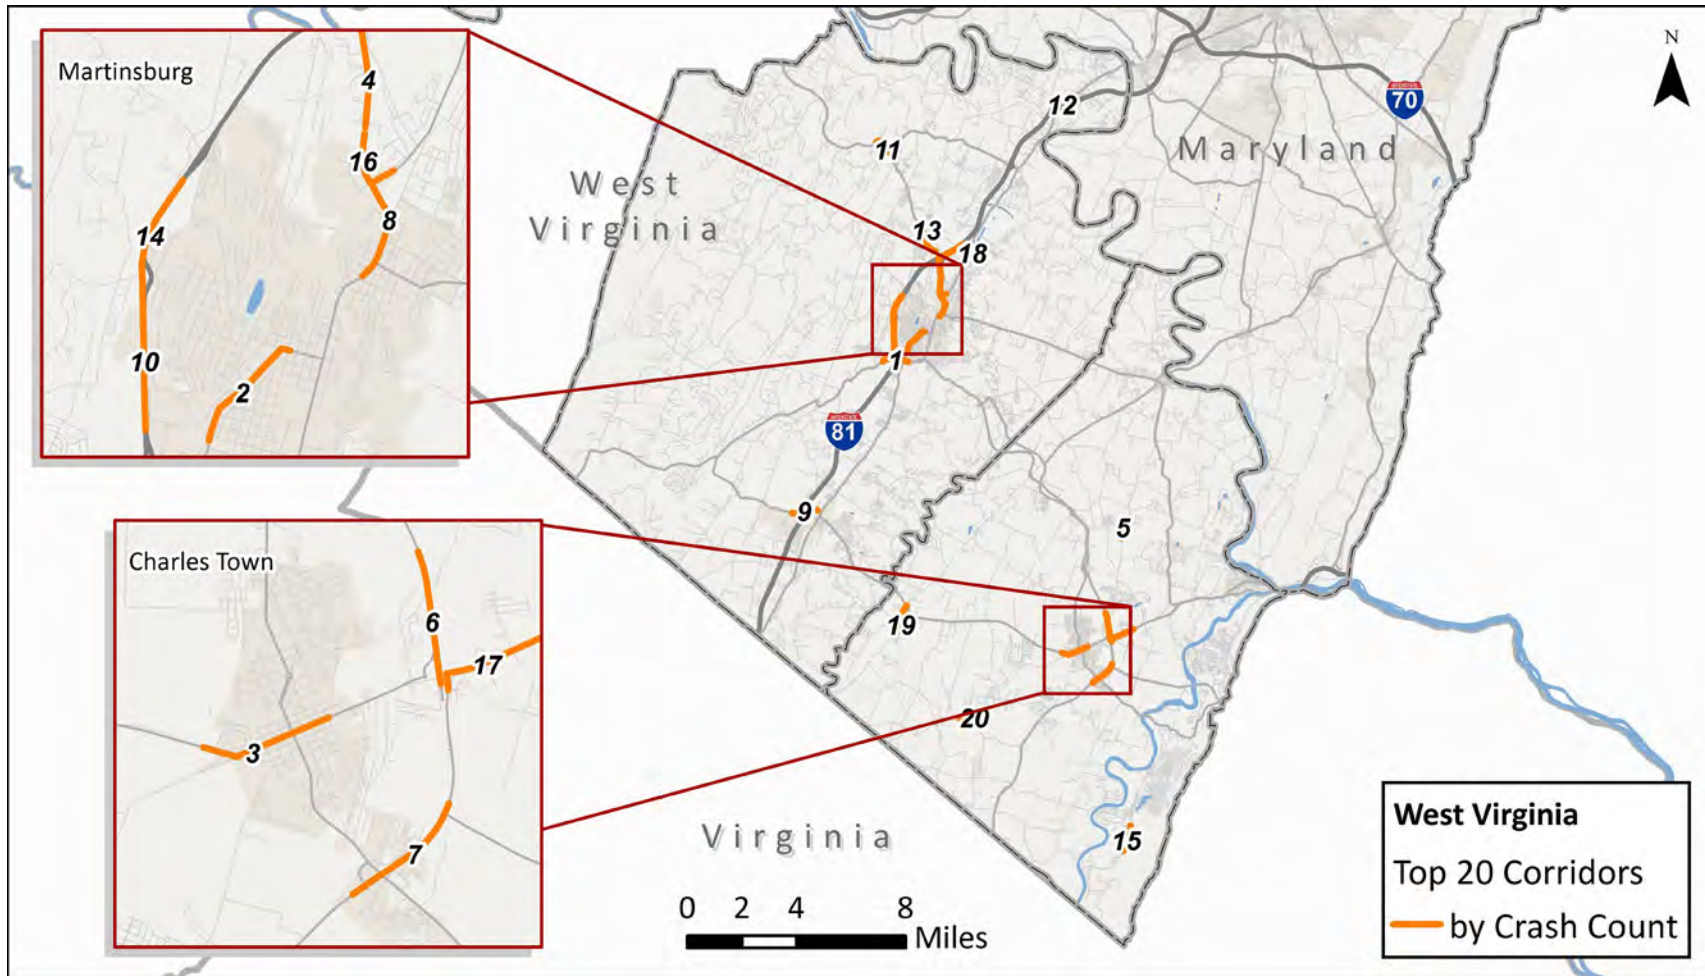 Martinsburg
4
16
8
14
10
2
Charles Town
6
17
3
7
N
INTERSTATE
70
12
Maryland
11
West
Virginia
13
18
1
INTERSTATE
81
9
5
19
20
15
Virginia
0 2 4 8
Miles
West Virginia
Top 20 Corridors
by Crash Count